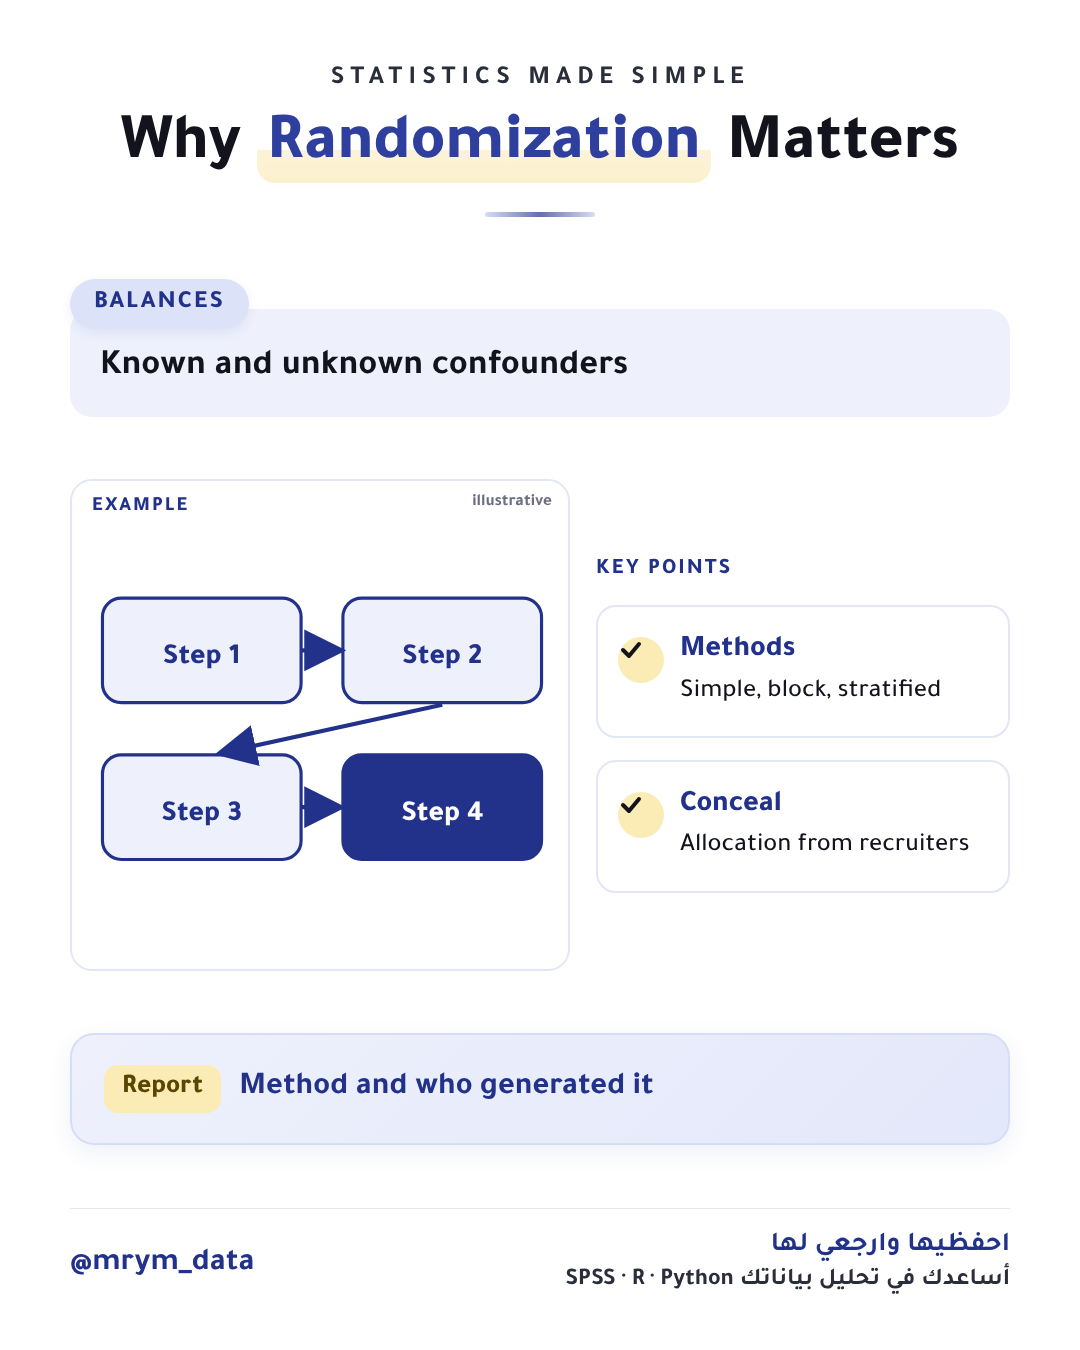 STATISTICS MADE SIMPLE
Why Randomization Matters
BALANCES
Known and unknown confounders
EXAMPLE
illustrative
Step 1
Step 2
Step 3
Step 4
KEY POINTS
Methods
Simple, block, stratified
Conceal
Allocation from recruiters
Report
Method and who generated it
@mrym_data
احفظيها وارجعي لها
أساعدك في تحليل بياناتك SPSS · R · Python